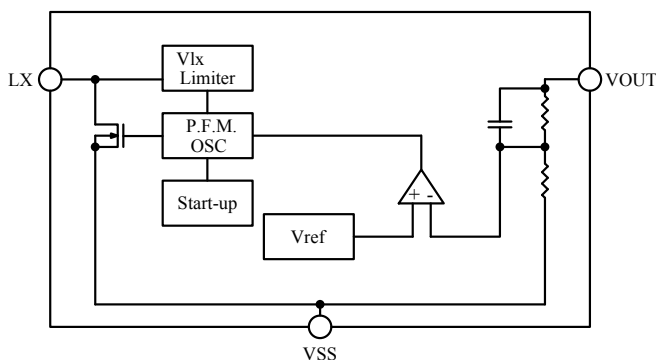 Vlx
Limiter
LX
VOUT
P.F.M.
OSC
+ -
Start-up
Vref
VSS